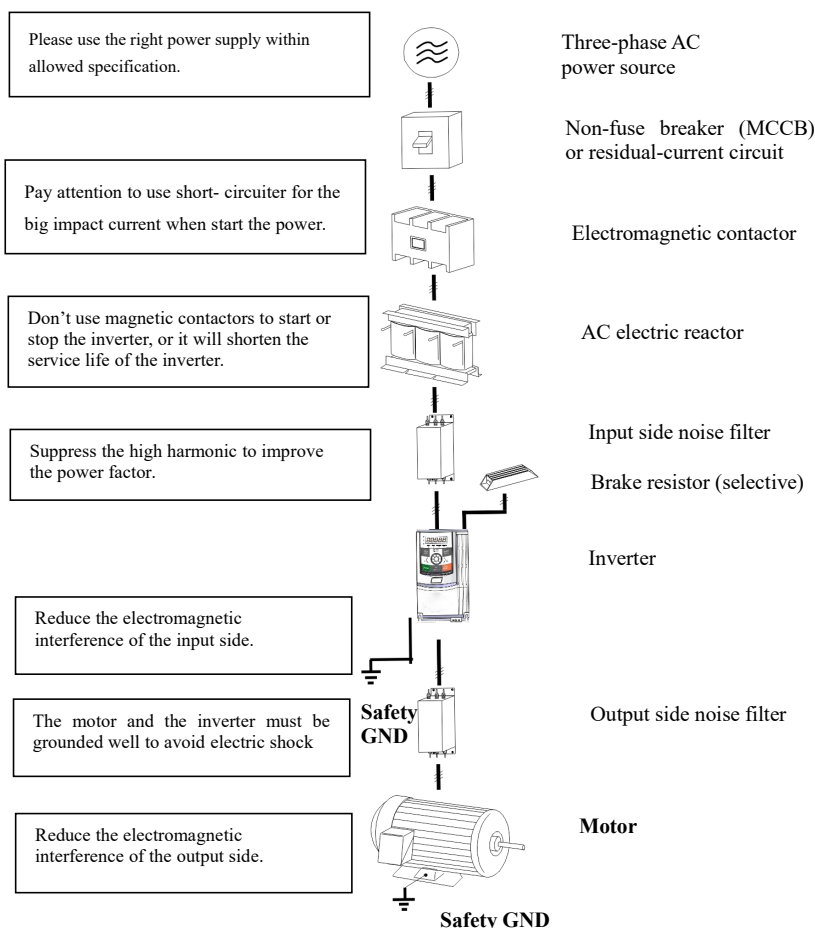 Please use the right power supply within
allowed specification.
Three-phase AC
power source
Non-fuse breaker (MCCB)
or residual-current circuit
Pay attention to use short- circuiter for the
big impact current when start the power.
Electromagnetic contactor
Don’t use magnetic contactors to start or
stop the inverter, or it will shorten the
service life of the inverter.
AC electric reactor
Input side noise filter
Suppress the high harmonic to improve
the power factor.
Brake resistor (selective)
Inverter
Reduce the electromagnetic
interference of the input side.
Safety
GND
The motor and the inverter must be
grounded well to avoid electric shock
Output side noise filter
Motor
Reduce the electromagnetic
interference of the output side.
Safety GND